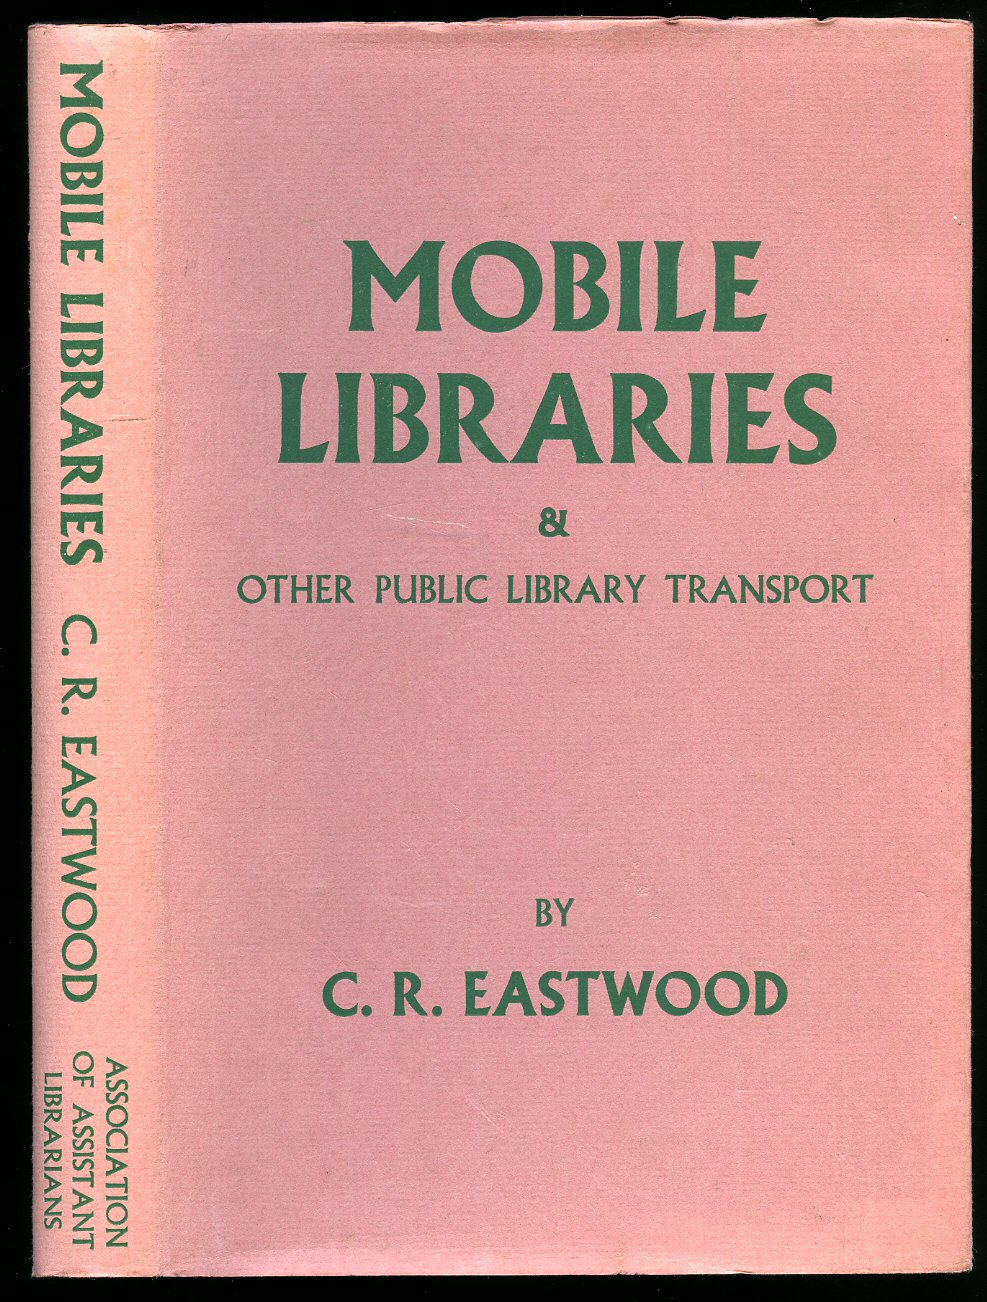 MOBILE LIBRARIES C. R. EASTWOOD
ASSOCIATION
OF ASSISTANT
LIBRARIANS
MOBILE
LIBRARIES
&
OTHER PUBLIC LIBRARY TRANSPORT
BY
C. R. EASTWOOD